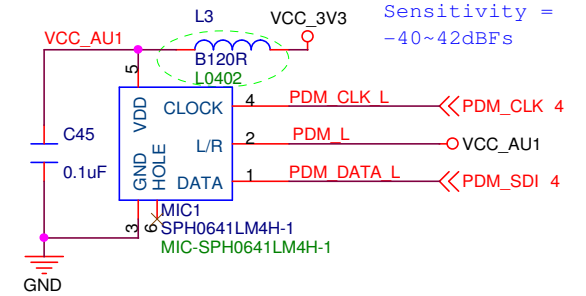 L3
VCC_3V3
Sensitivity =
-40~42dBFs
VCC_AU1
B120R
L0402
5
VDD
CLOCK
4
PDM_CLK_L
PDM_CLK 4
C45
L/R
2
PDM_L
VCC_AU1
0.1uF
GND
HOLE
DATA
1
PDM_DATA_L
PDM_SDI 4
3
6
MIC1
SPH0641LM4H-1
MIC-SPH0641LM4H-1
GND